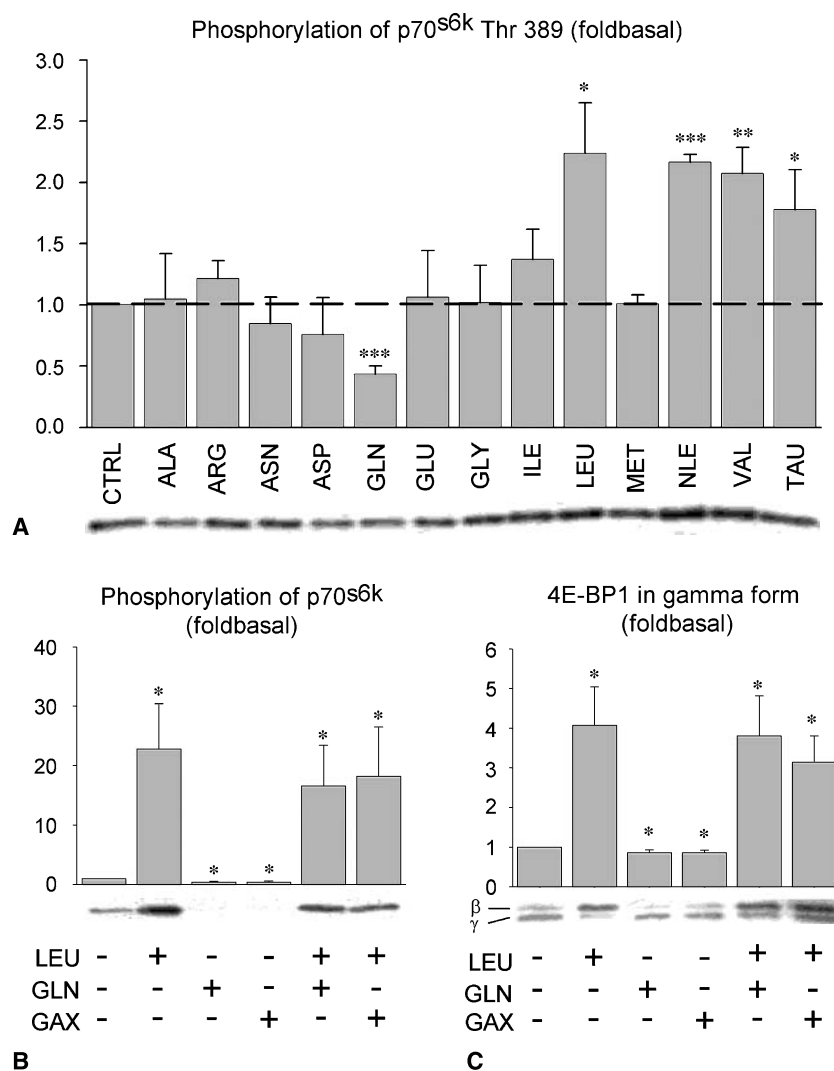 Phosphorylation of p70s6k Thr 389 (foldbasal)
3.0
*
2.5
*** ** *
2.0
1.5
1.0
***
0.5
0.0
CTRL ALA ARG ASN ASP GLN GLU GLY ILE LEU MET NLE VAL TAU
A
Phosphorylation of p70s6k
(foldbasal)
40
30
*
* *
20
10
* *
0
LEU - + - - + +
GLN - - + - + -
GAX - - - + - +
B
4E-BP1 in gamma form
(foldbasal)
6
5
* * *
4
3
2
* *
1
0
β
γ
LEU - + - - + +
GLN - - + - + -
GAX - - - + - +
C